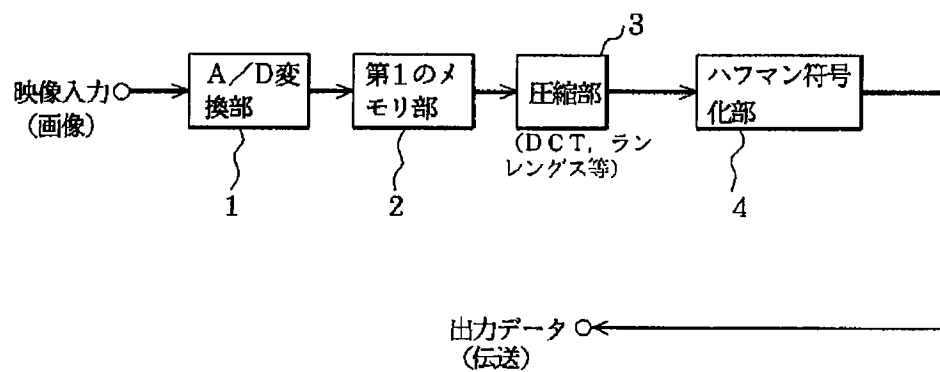 映像入力
(画像)
A／D変
換部
1
第1のメ
モリ部
2
圧縮部
3
(DCT，ラン
レングス等)
ハフマン符号
化部
4
出力データ
(伝送)